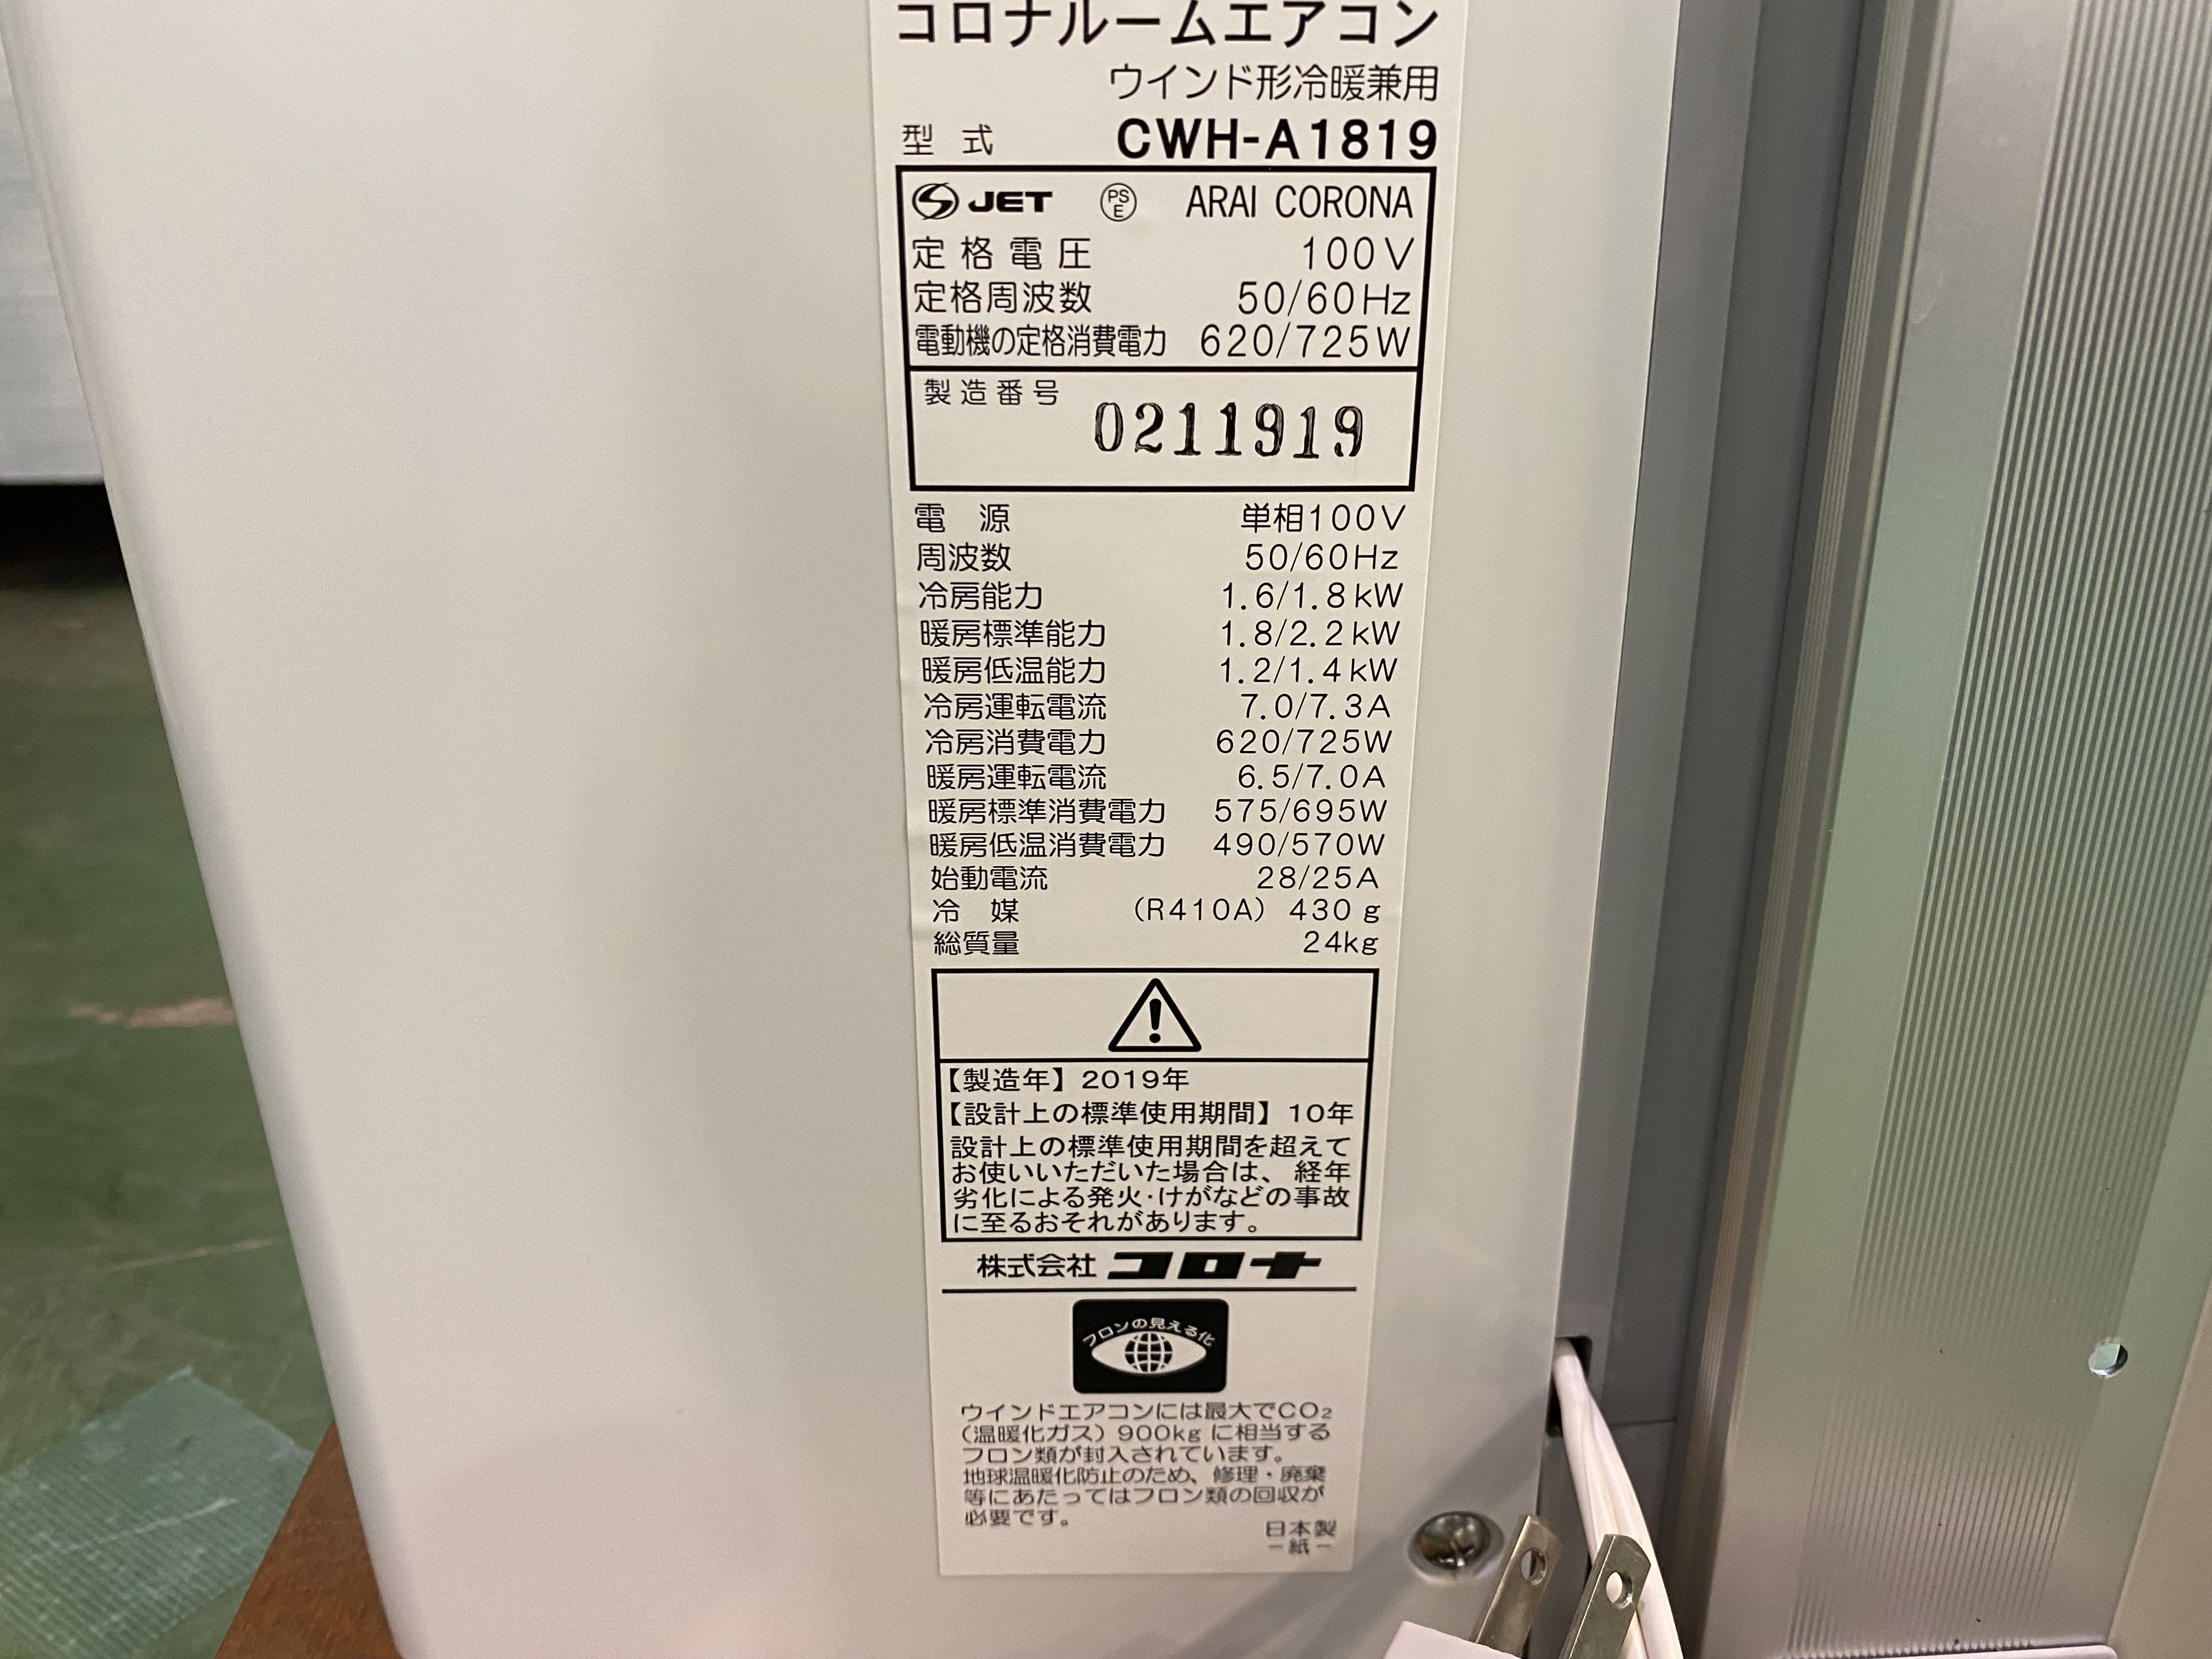 コロナルームエアコン
ウインド形冷暖兼用
型式 CWH-A1819
JET PSE ARAI CORONA
定格電圧 100V
定格周波数 50/60Hz
電動機の定格消費電力 620/725W
製造番号 0211919
電源 単相100V
周波数 50/60Hz
冷房能力 1.6/1.8kW
暖房標準能力 1.8/2.2kW
暖房低温能力 1.2/1.4kW
冷房運転電流 7.0/7.3A
冷房消費電力 620/725W
暖房運転電流 6.5/7.0A
暖房標準消費電力 575/695W
暖房低温消費電力 490/570W
始動電流 28/25A
冷媒 (R410A) 430g
総質量 24kg
【製造年】2019年
【設計上の標準使用期間】10年
設計上の標準使用期間を超えて
お使いいただいた場合は、経年
劣化による発火・けがなどの事故
に至るおそれがあります。
株式会社 コロナ
フロンの見える化
ウインドエアコンには最大でCO₂
(温暖化ガス)900kgに相当する
フロン類が封入されています。
地球温暖化防止のため、修理・廃棄
等にあたってはフロン類の回収が
必要です。
日本製
－紙－